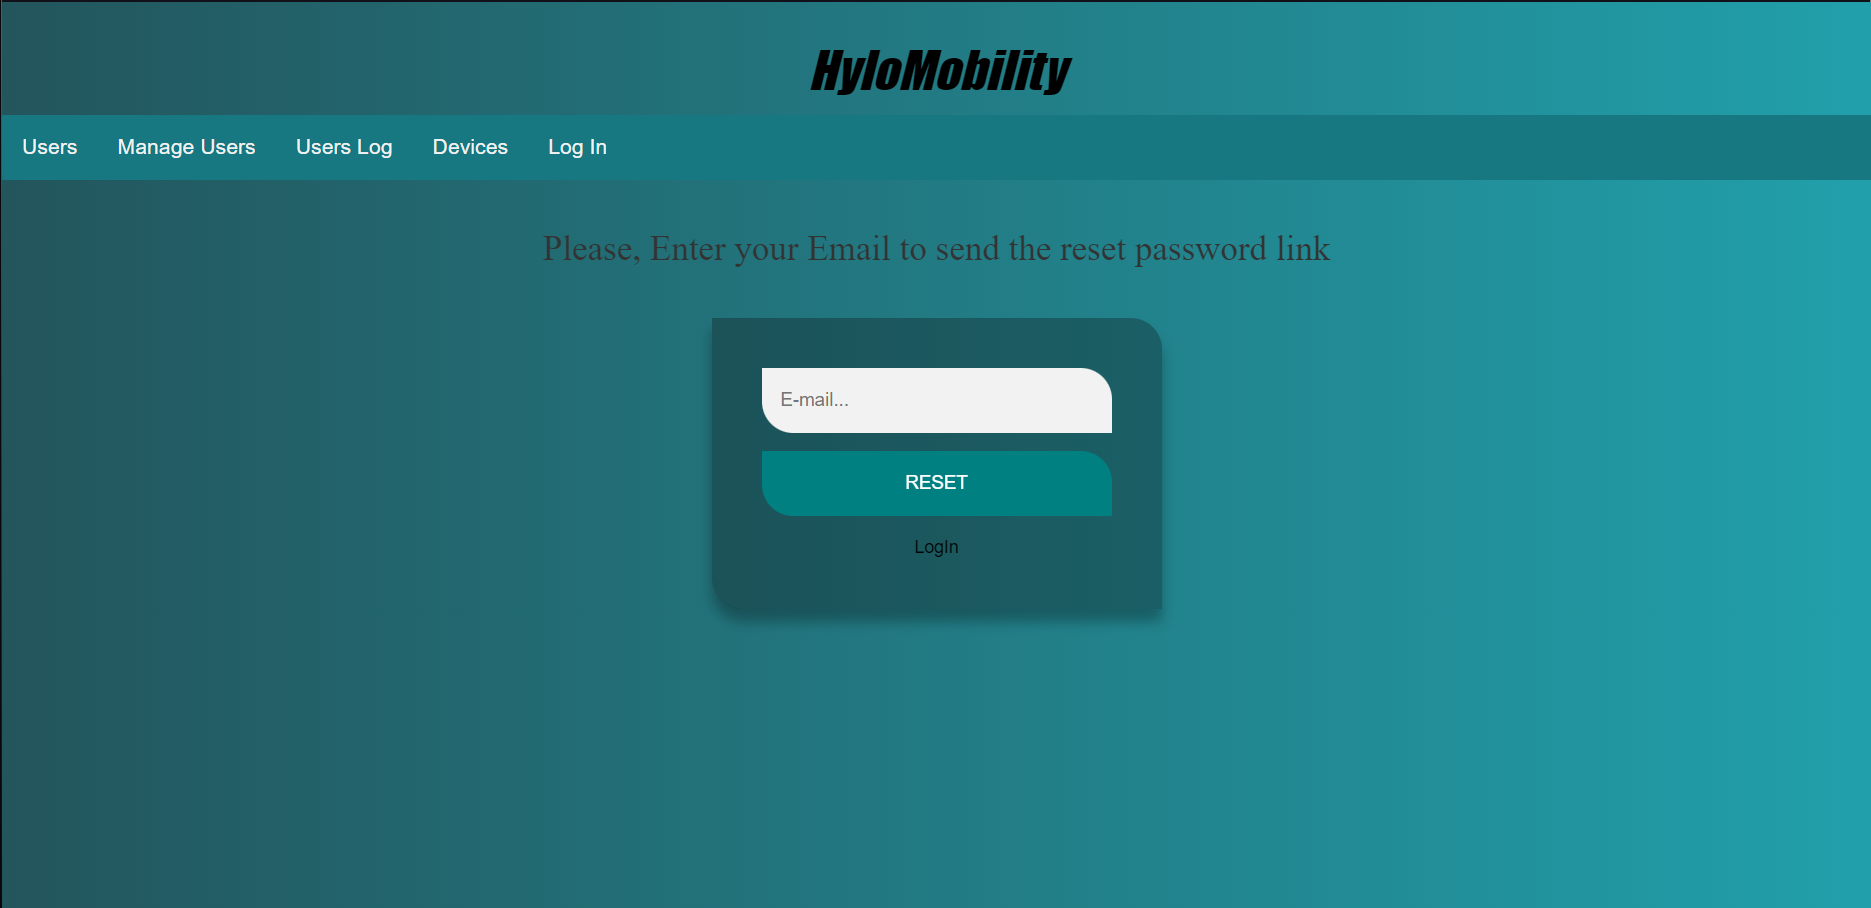 HyloMobility
Users Manage Users Users Log Devices Log In
Please, Enter your Email to send the reset password link
E-mail...
RESET
LogIn